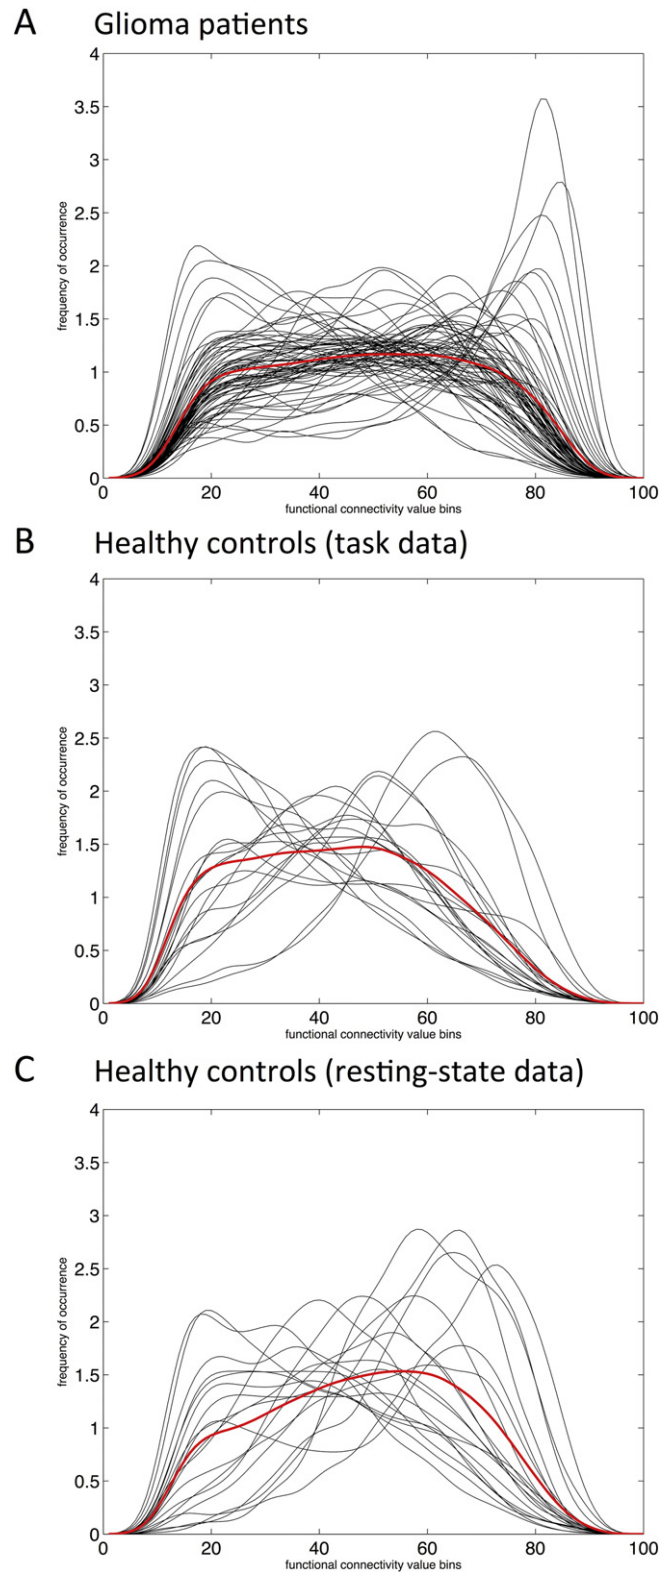 A Glioma patients
4
3.5
3
2.5
2
1.5
1
0.5
0
frequency of occurrence
0 20 40 60 80 100
functional connectivity value bins
B Healthy controls (task data)
4
3.5
3
2.5
2
1.5
1
0.5
0
frequency of occurrence
0 20 40 60 80 100
functional connectivity value bins
C Healthy controls (resting-state data)
4
3.5
3
2.5
2
1.5
1
0.5
0
frequency of occurrence
0 20 40 60 80 100
functional connectivity value bins